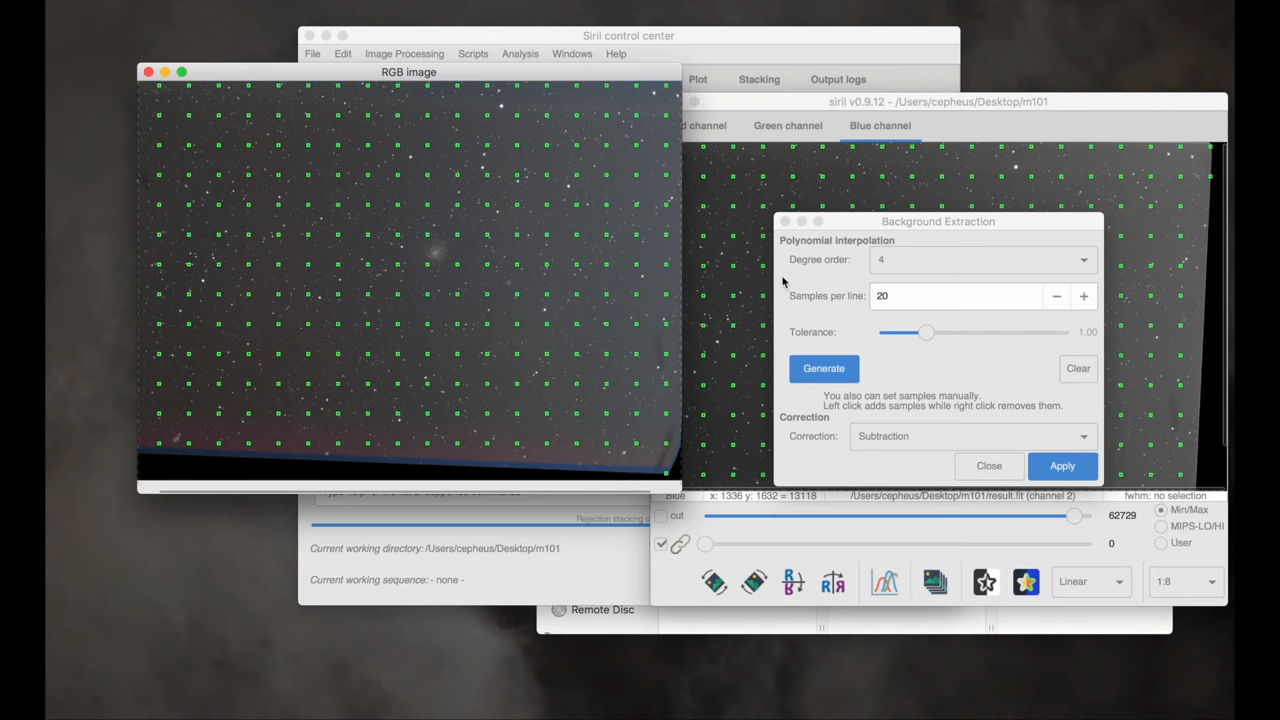 Siril control center
File Edit Image Processing Scripts Analysis Windows Help
RGB image
Plot Stacking Output logs
siril v0.9.12 - /Users/cepheus/Desktop/m101
d channel Green channel Blue channel
Background Extraction
Polynomial interpolation
Degree order: 4
Samples per line: 20
Tolerance: 1.00
Generate Clear
You also can set samples manually.
Left click adds samples while right click removes them.
Correction
Correction: Subtraction
Close Apply
Blue x: 1336 y: 1632 = 13118 /Users/cepheus/Desktop/m101/result.fit (channel 2) fwhm: no selection
cut 62729 Min/Max
MIPS-LO/HI
0 User
Rejection stacking c
Current working directory: /Users/cepheus/Desktop/m101
Current working sequence: - none -
Linear 1:8
Remote Disc